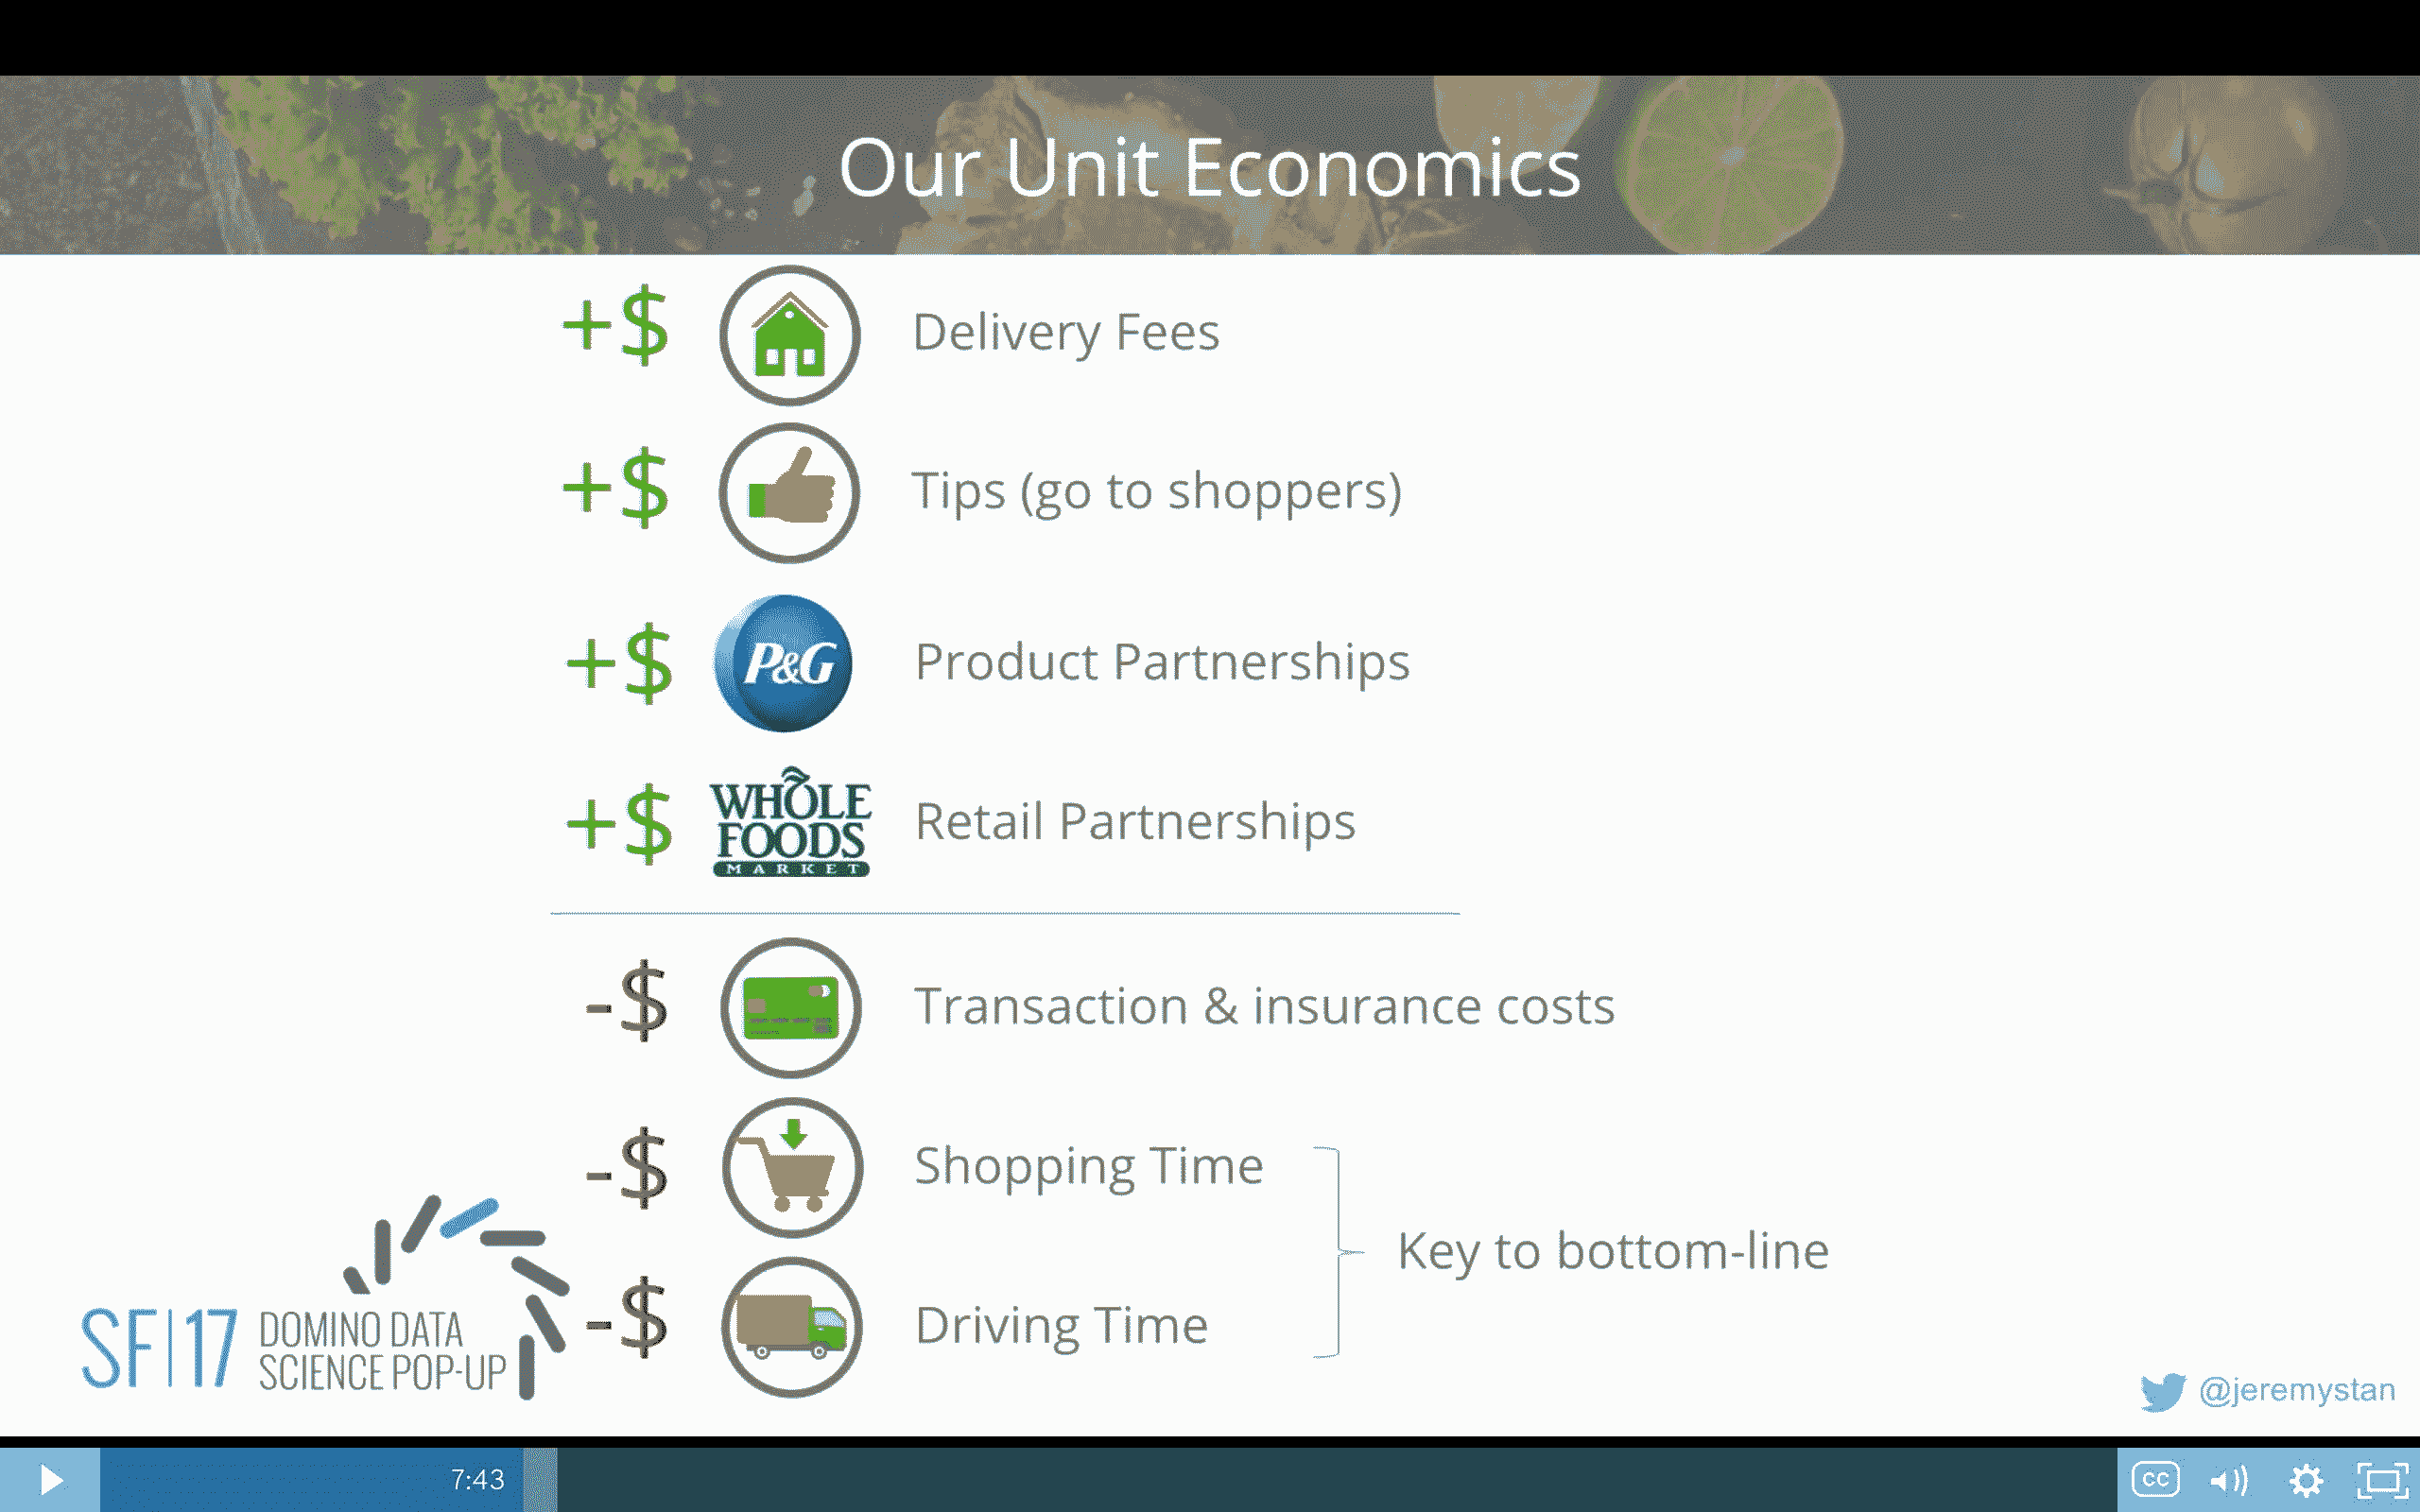 Our Unit Economics
+$ Delivery Fees
+$ Tips (go to shoppers)
+$ P&G Product Partnerships
+$ WHOLE FOODS MARKET Retail Partnerships
-$ Transaction & insurance costs
-$ Shopping Time
Key to bottom-line
-$ Driving Time
SF|17 DOMINO DATA
SCIENCE POP-UP
@jeremystan
7:43
CC